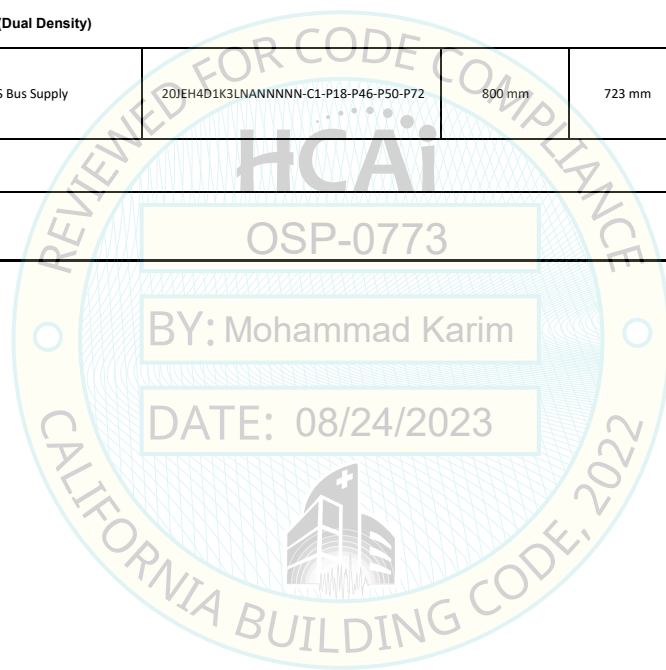 (Dual Density)
S Bus Supply 20JEH4D1K3LNANNNNN-C1-P18-P46-P50-P72 800 mm 723 mm
REVIEWED FOR CODE COMPLIANCE
HCAi
OSP-0773
BY: Mohammad Karim
DATE: 08/24/2023
CALIFORNIA BUILDING CODE, 2022